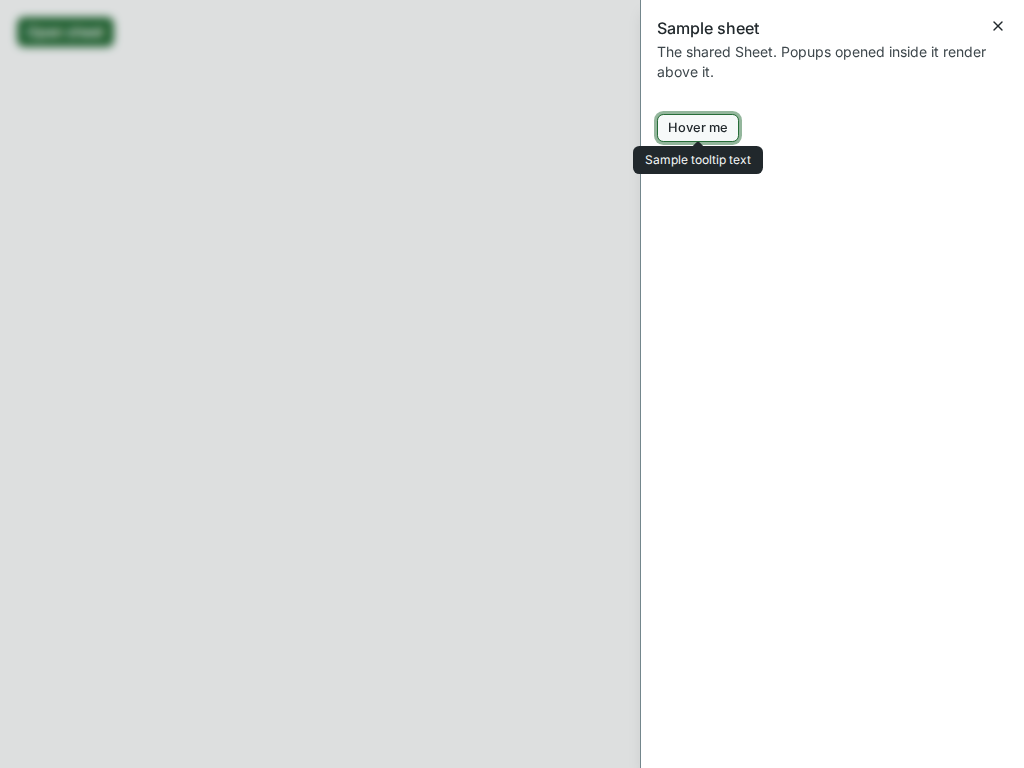 Sample sheet
The shared Sheet. Popups opened inside it render
above it.
Hover me
Sample tooltip text